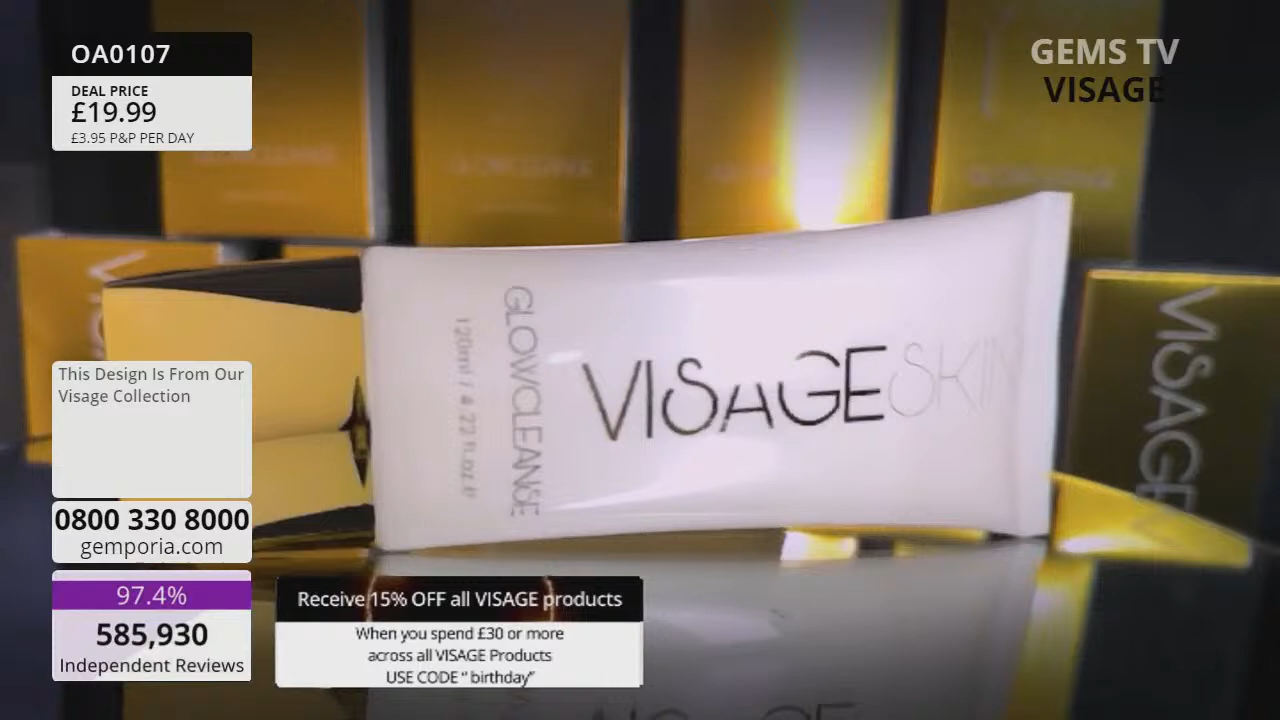 OA0107
DEAL PRICE
£19.99
£3.95 P&P PER DAY
GEMS TV
VISAGE
GLOWCLEANSE
VISAGESKIN
VISAGE
This Design Is From Our
Visage Collection
0800 330 8000
gemporia.com
97.4%
585,930
Independent Reviews
Receive 15% OFF all VISAGE products
When you spend £30 or more
across all VISAGE Products
USE CODE “ birthday”